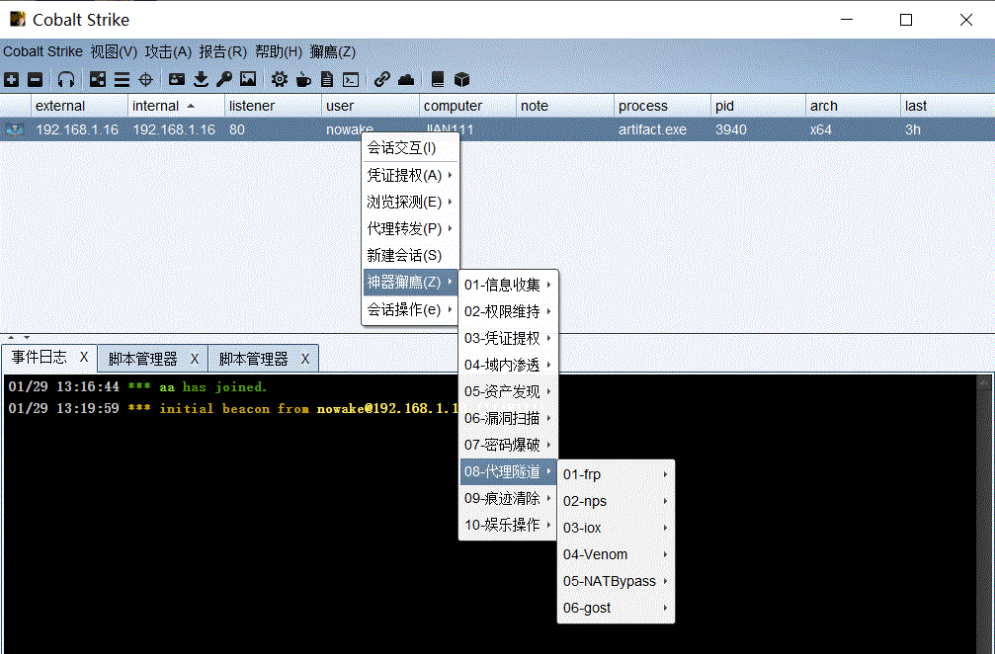 Cobalt Strike
Cobalt Strike 视图(V) 攻击(A) 报告(R) 帮助(H) 獬廌(Z)
external internal listener user computer note process pid arch last
192.168.1.16 192.168.1.16 80 nowake JIAN111 artifact.exe 3940 x64 3h
会话交互(I)
凭证提权(A)
浏览探测(E)
代理转发(P)
新建会话(S)
神器獬廌(Z)
会话操作(e)
01-信息收集
02-权限维持
03-凭证提权
04-域内渗透
05-资产发现
06-漏洞扫描
07-密码爆破
08-代理隧道
09-痕迹清除
10-娱乐操作
01-frp
02-nps
03-iox
04-Venom
05-NATBypass
06-gost
事件日志 X 脚本管理器 X 脚本管理器 X
01/29 13:16:44 *** aa has joined.
01/29 13:19:59 *** initial beacon from nowake@192.168.1.1